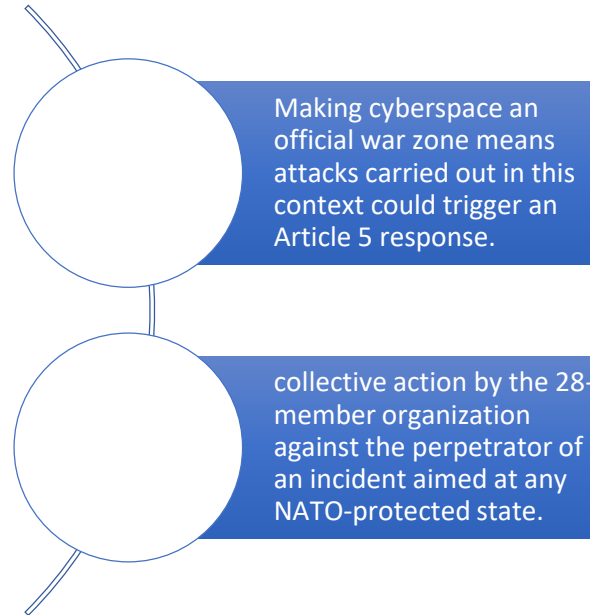 Making cyberspace an
official war zone means
attacks carried out in this
context could trigger an
Article 5 response.
collective action by the 28-
member organization
against the perpetrator of
an incident aimed at any
NATO-protected state.